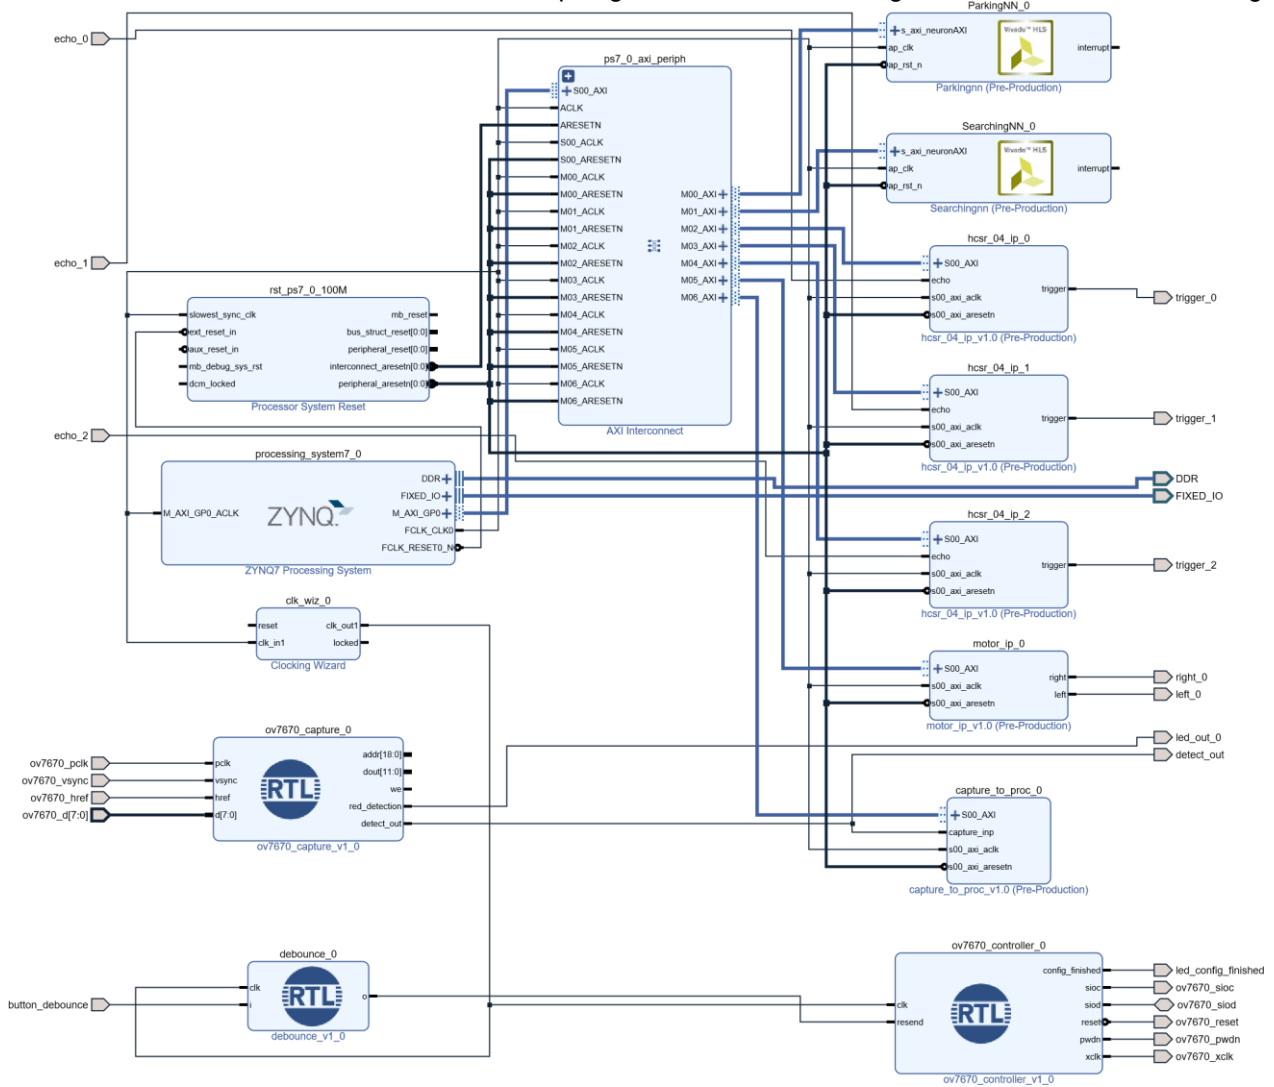 ParkingNN_0
s_axi_neuronAXI
Vivado™ HLS
ap_clk
interrupt
ap_rst_n
Parkingnn (Pre-Production)
echo_0
ps7_0_axi_periph
S00_AXI
ACLK
ARESETN
S00_ACLK
S00_ARESETN
M00_ACLK
M00_ARESETN
M01_ACLK
M01_ARESETN
M02_ACLK
M02_ARESETN
M03_ACLK
M03_ARESETN
M04_ACLK
M04_ARESETN
M05_ACLK
M05_ARESETN
M06_ACLK
M06_ARESETN
M00_AXI
M01_AXI
M02_AXI
M03_AXI
M04_AXI
M05_AXI
M06_AXI
AXI Interconnect
SearchingNN_0
s_axi_neuronAXI
Vivado™ HLS
ap_clk
interrupt
ap_rst_n
Searchingnn (Pre-Production)
echo_1
hcsr_04_ip_0
S00_AXI
echo
s00_axi_aclk
s00_axi_aresetn
trigger
hcsr_04_ip_v1.0 (Pre-Production)
trigger_0
rst_ps7_0_100M
slowest_sync_clk
ext_reset_in
aux_reset_in
mb_debug_sys_rst
dcm_locked
mb_reset
bus_struct_reset[0:0]
peripheral_reset[0:0]
interconnect_aresetn[0:0]
peripheral_aresetn[0:0]
Processor System Reset
hcsr_04_ip_1
S00_AXI
echo
s00_axi_aclk
s00_axi_aresetn
trigger
hcsr_04_ip_v1.0 (Pre-Production)
trigger_1
echo_2
processing_system7_0
M_AXI_GP0_ACLK
ZYNQ
DDR
FIXED_IO
M_AXI_GP0
FCLK_CLK0
FCLK_RESET0_N
ZYNQ7 Processing System
DDR
FIXED_IO
hcsr_04_ip_2
S00_AXI
echo
s00_axi_aclk
s00_axi_aresetn
trigger
hcsr_04_ip_v1.0 (Pre-Production)
trigger_2
clk_wiz_0
reset
clk_in1
clk_out1
locked
Clocking Wizard
motor_ip_0
S00_AXI
s00_axi_aclk
s00_axi_aresetn
right
left
motor_ip_v1.0 (Pre-Production)
right_0
left_0
led_out_0
detect_out
ov7670_pclk
ov7670_vsync
ov7670_href
ov7670_d[7:0]
ov7670_capture_0
pclk
vsync
href
d[7:0]
RTL
addr[18:0]
dout[11:0]
we
red_detection
detect_out
ov7670_capture_v1_0
capture_to_proc_0
S00_AXI
capture_inp
s00_axi_aclk
s00_axi_aresetn
capture_to_proc_v1.0 (Pre-Production)
button_debounce
debounce_0
clk
i
RTL
o
debounce_v1_0
ov7670_controller_0
clk
resend
RTL
config_finished
sioc
siod
reset
pwdn
xclk
ov7670_controller_v1_0
led_config_finished
ov7670_sioc
ov7670_siod
ov7670_reset
ov7670_pwdn
ov7670_xclk